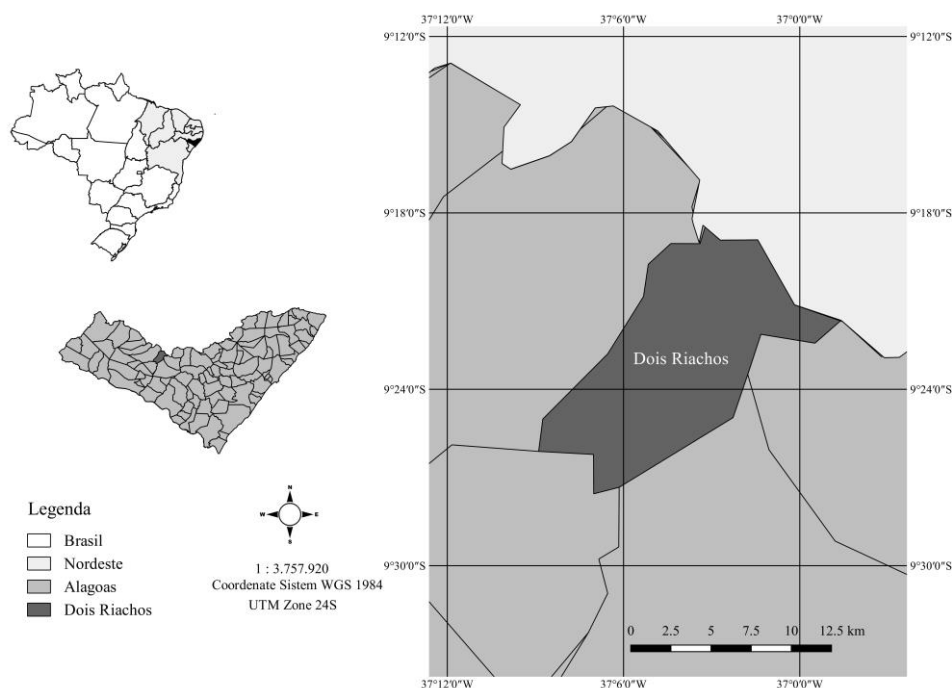 37°12'0"W 37°6'0"W 37°0'0"W
9°12'0"S 9°12'0"S
9°18'0"S 9°18'0"S
Dois Riachos
9°24'0"S 9°24'0"S
Legenda
Brasil
Nordeste
Alagoas
Dois Riachos
N
W E
S
1 : 3.757.920
Coordenate Sistem WGS 1984
UTM Zone 24S
9°30'0"S 9°30'0"S
0 2.5 5 7.5 10 12.5 km
37°12'0"W 37°6'0"W 37°0'0"W